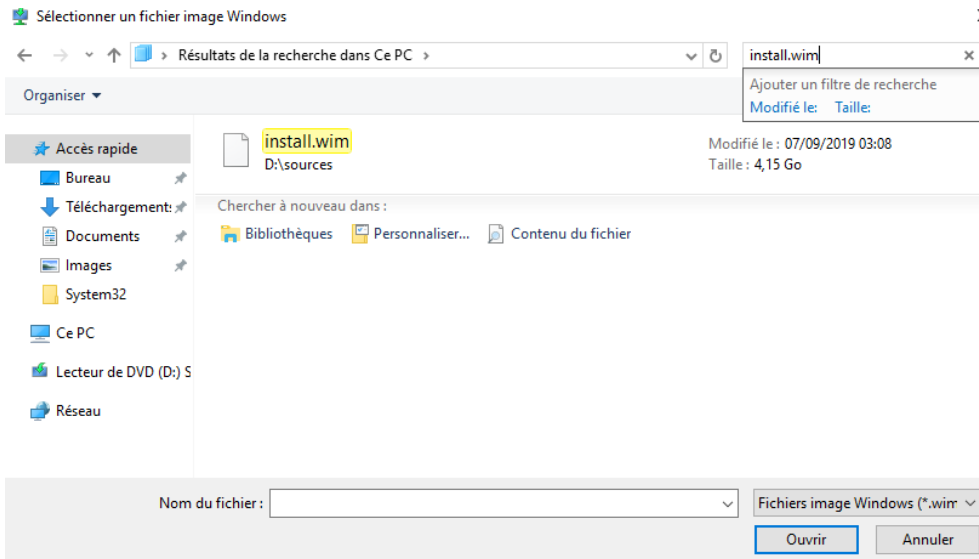 Sélectionner un fichier image Windows
Résultats de la recherche dans Ce PC
install.wim
Ajouter un filtre de recherche
Modifié le: Taille:
Organiser
Accès rapide
Bureau
Téléchargements
Documents
Images
System32
Ce PC
Lecteur de DVD (D:) S
Réseau
install.wim
D:\sources
Modifié le : 07/09/2019 03:08
Taille : 4,15 Go
Chercher à nouveau dans :
Bibliothèques Personnaliser... Contenu du fichier
Nom du fichier :
Fichiers image Windows (*.wim
Ouvrir Annuler